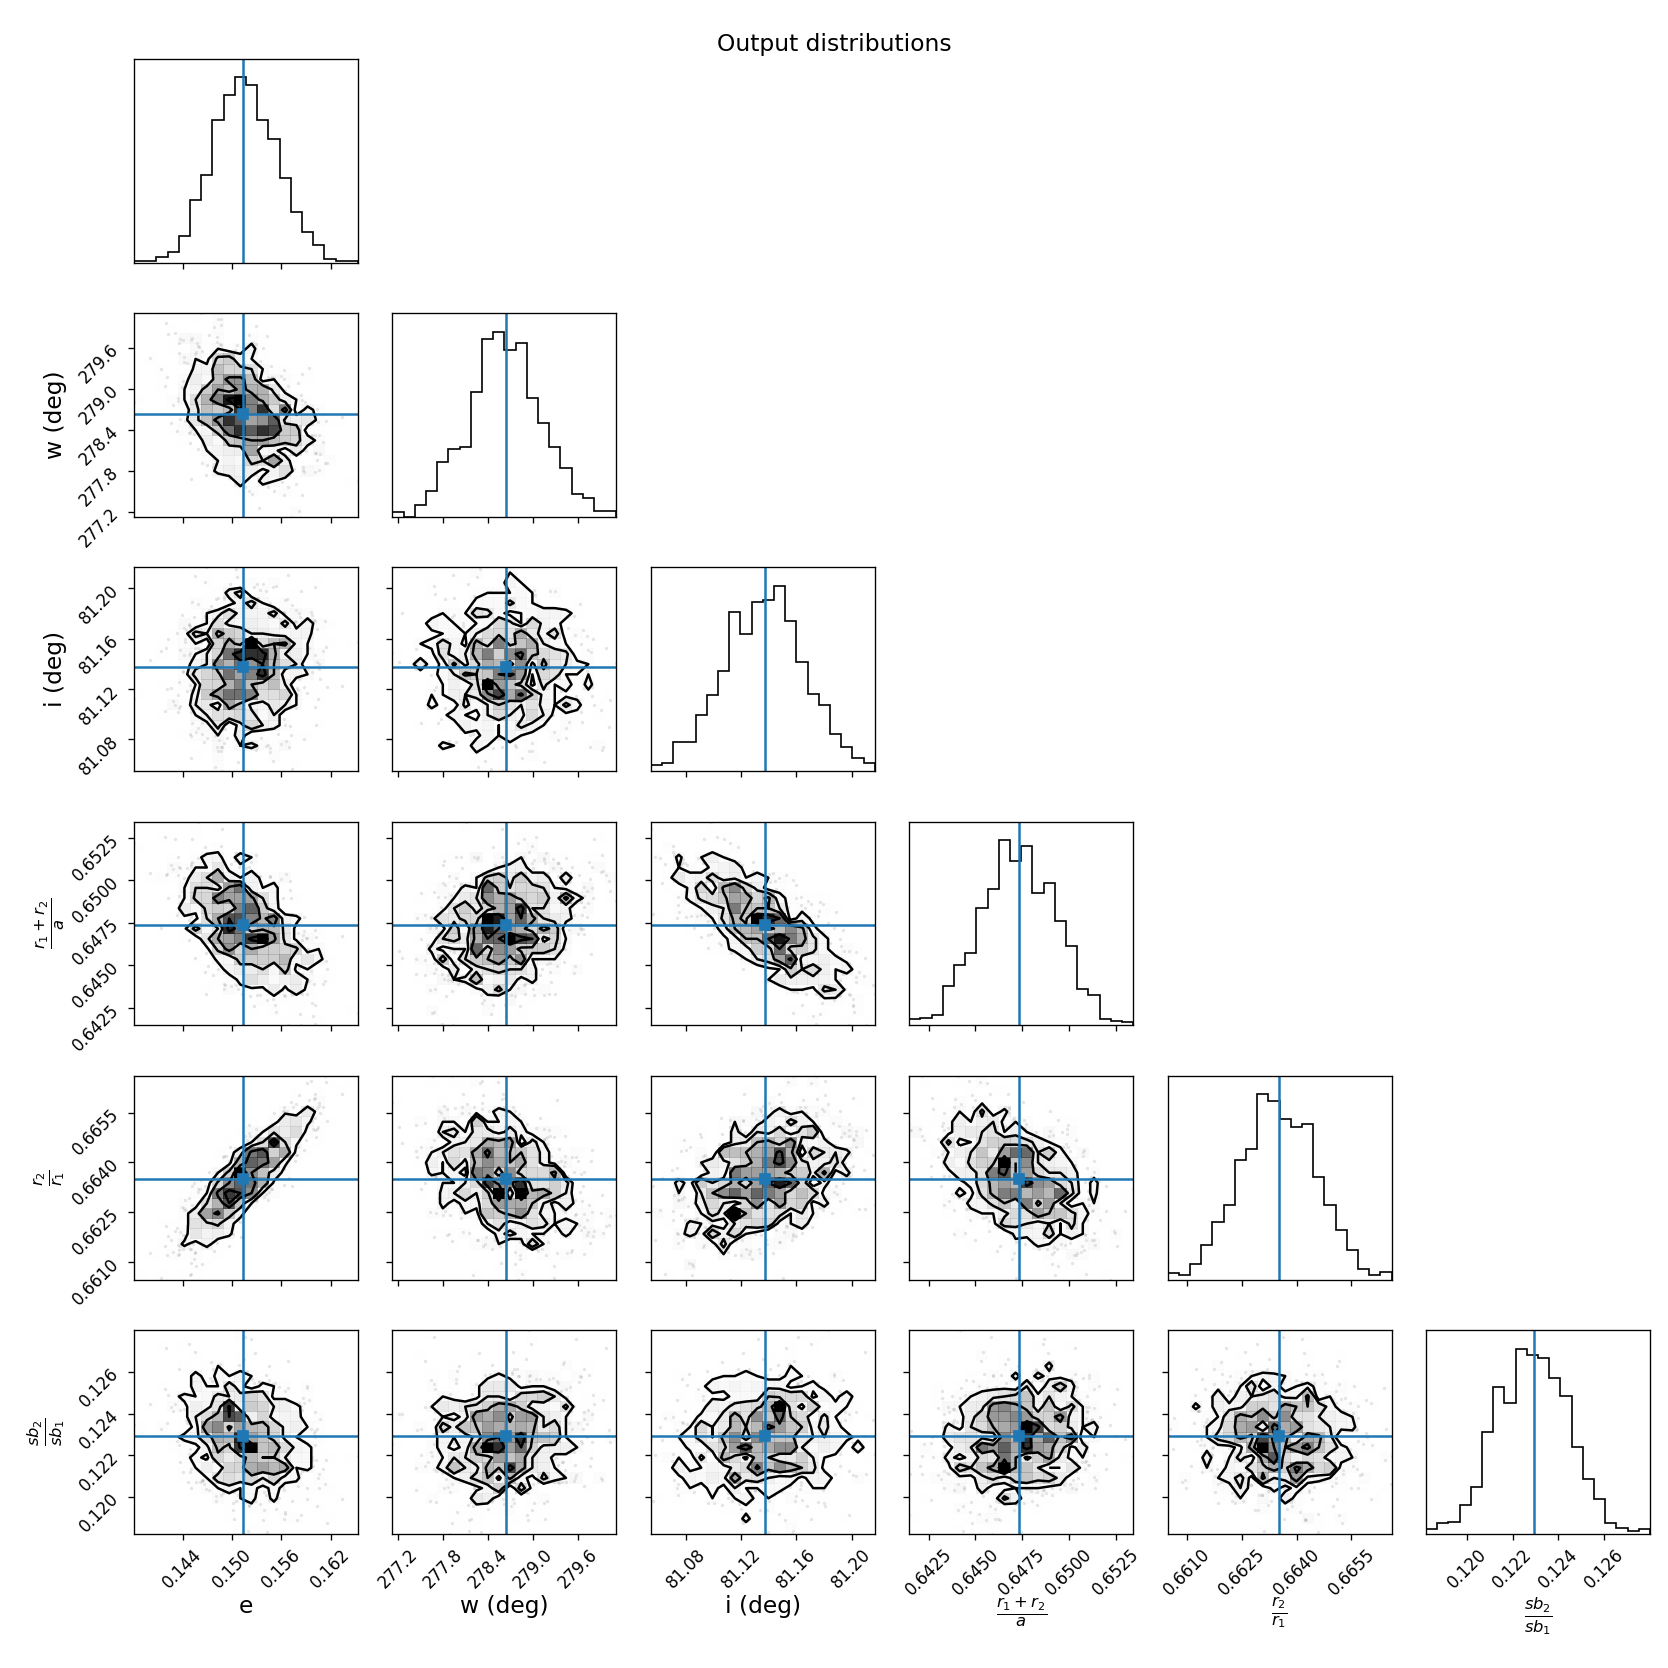 Output distributions
w (deg)
279.6
279.0
278.4
277.8
277.2
i (deg)
81.20
81.16
81.12
81.08
r₁ + r₂
a
0.6525
0.6500
0.6475
0.6450
0.6425
r₂
r₁
0.6655
0.6640
0.6625
0.6610
sb₂
sb₁
0.126
0.124
0.122
0.120
0.144 0.150 0.156 0.162 277.2 277.8 278.4 279.0 279.6 81.08 81.12 81.16 81.20 0.6425 0.6450 0.6475 0.6500 0.6525 0.6610 0.6625 0.6640 0.6655 0.120 0.122 0.124 0.126
e w (deg) i (deg) r₁ + r₂ r₂ sb₂
a r₁ sb₁